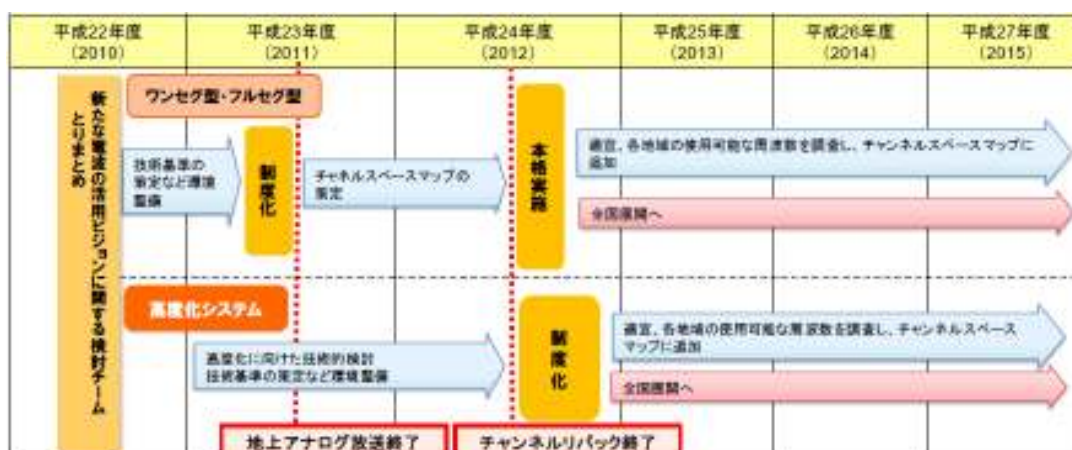 平成22年度
(2010)
平成23年度
(2011)
平成24年度
(2012)
平成25年度
(2013)
平成26年度
(2014)
平成27年度
(2015)
新たな電波の活用ビジョンに関する検討チーム
とりまとめ
ワンセグ型・フルセグ型
技術基準の
策定など環境
整備
制度化
チャネルスペースマップの
策定
本格実施
適宜、各地域の使用可能な周波数を調査し、チャンネルスペースマップに
追加
全国展開へ
高度化システム
高度化に向けた技術的検討
技術基準の策定など環境整備
制度化
適宜、各地域の使用可能な周波数を調査し、チャンネルスペース
マップに追加
全国展開へ
地上アナログ放送終了
チャンネルリパック終了